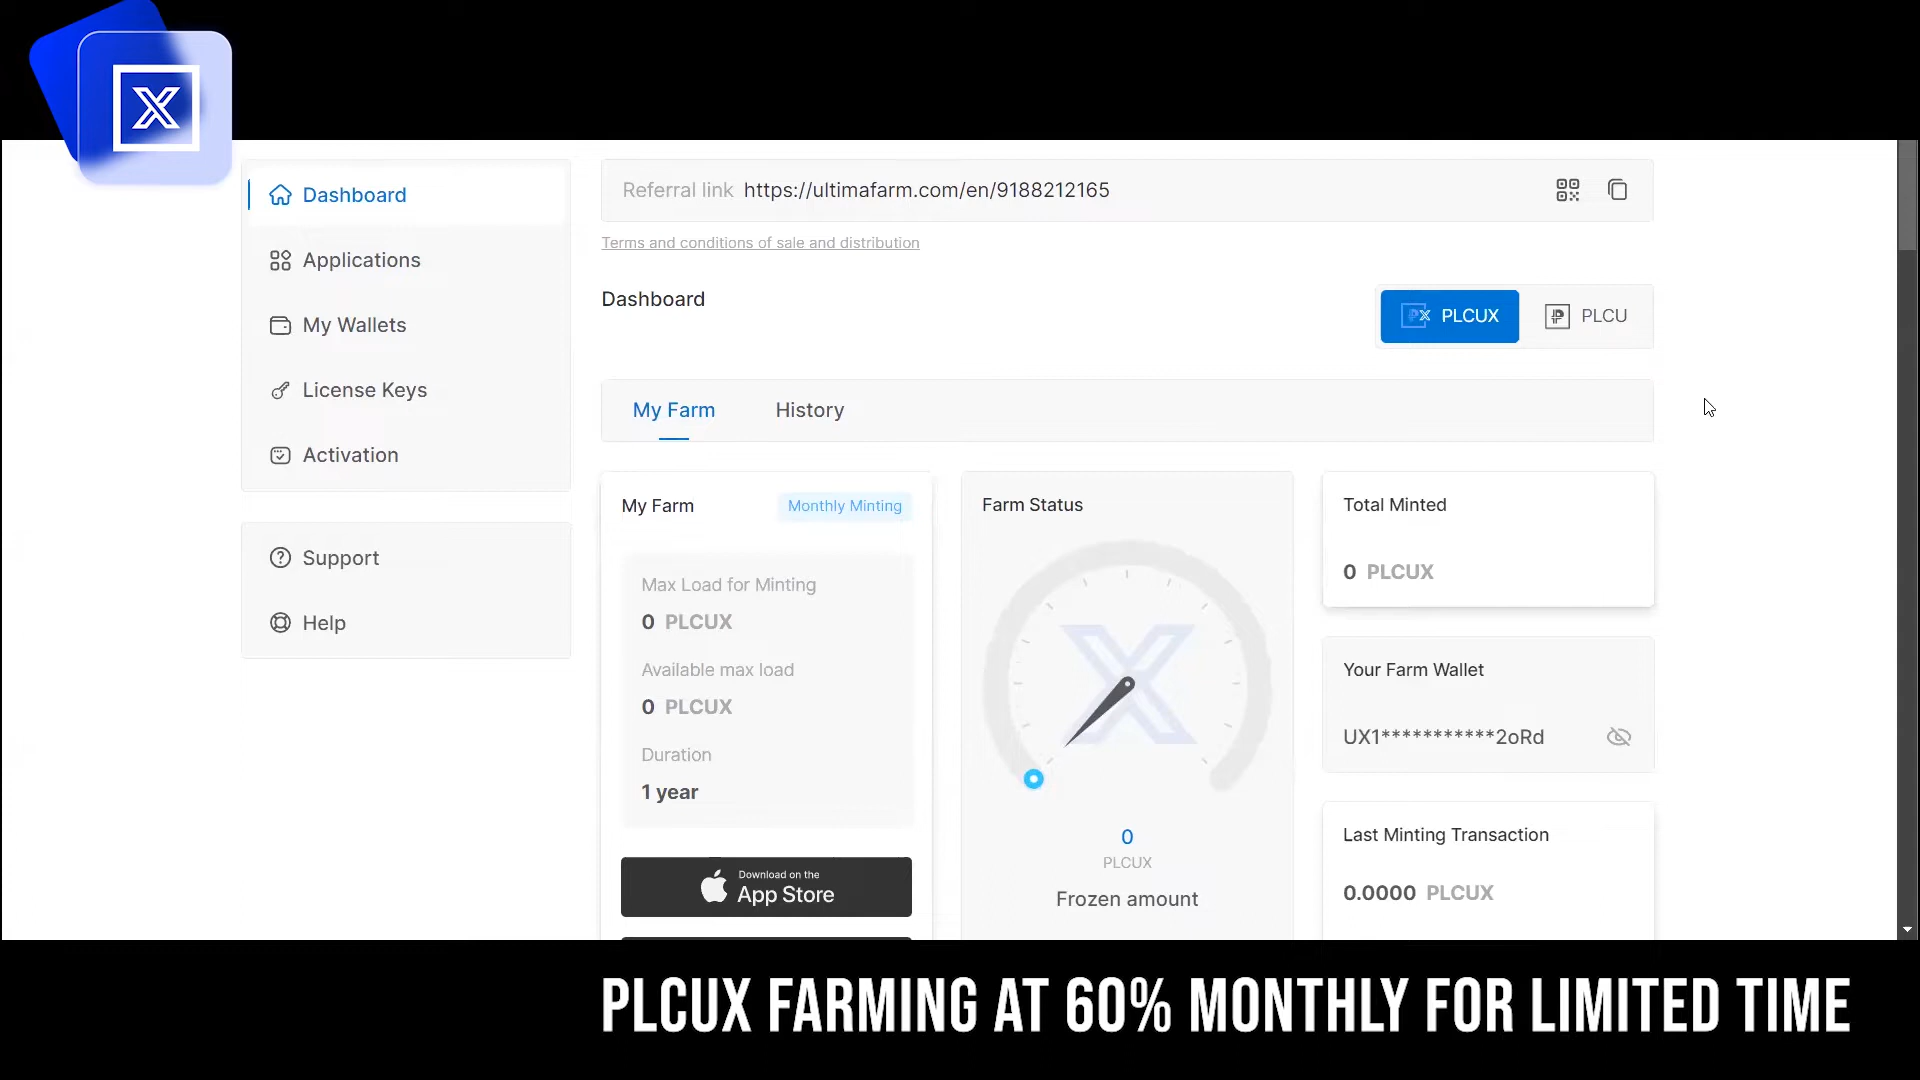 Dashboard
Applications
My Wallets
License Keys
Activation
Support
Help
Referral link https://ultimafarm.com/en/9188212165
Terms and conditions of sale and distribution
Dashboard
PLCUX
PLCU
My Farm
History
My Farm
Monthly Minting
Max Load for Minting
0 PLCUX
Available max load
0 PLCUX
Duration
1 year
Download on the
App Store
Farm Status
0
PLCUX
Frozen amount
Total Minted
0 PLCUX
Your Farm Wallet
UX1***********2oRd
Last Minting Transaction
0.0000 PLCUX
PLCUX FARMING AT 60% MONTHLY FOR LIMITED TIME